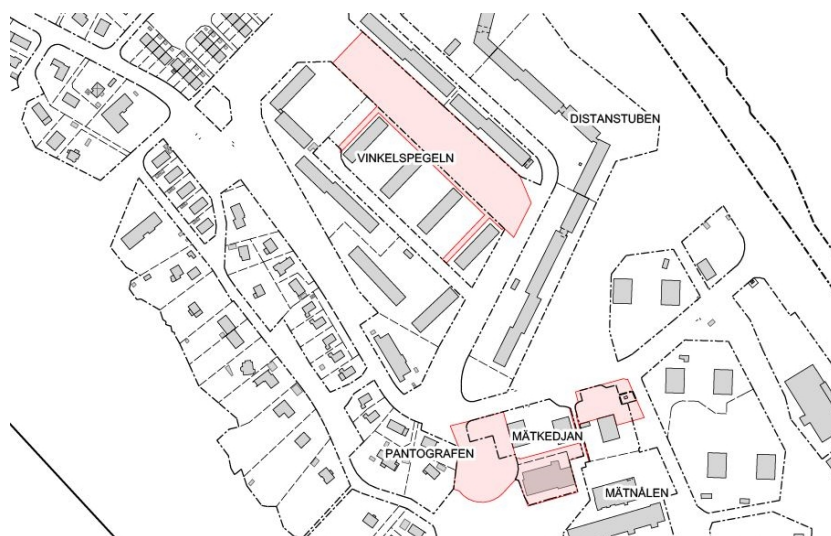 DISTANSTUBEN
VINKELSPEGELN
MÄTKEDJAN
PANTOGRAFEN
MÄTNÅLEN